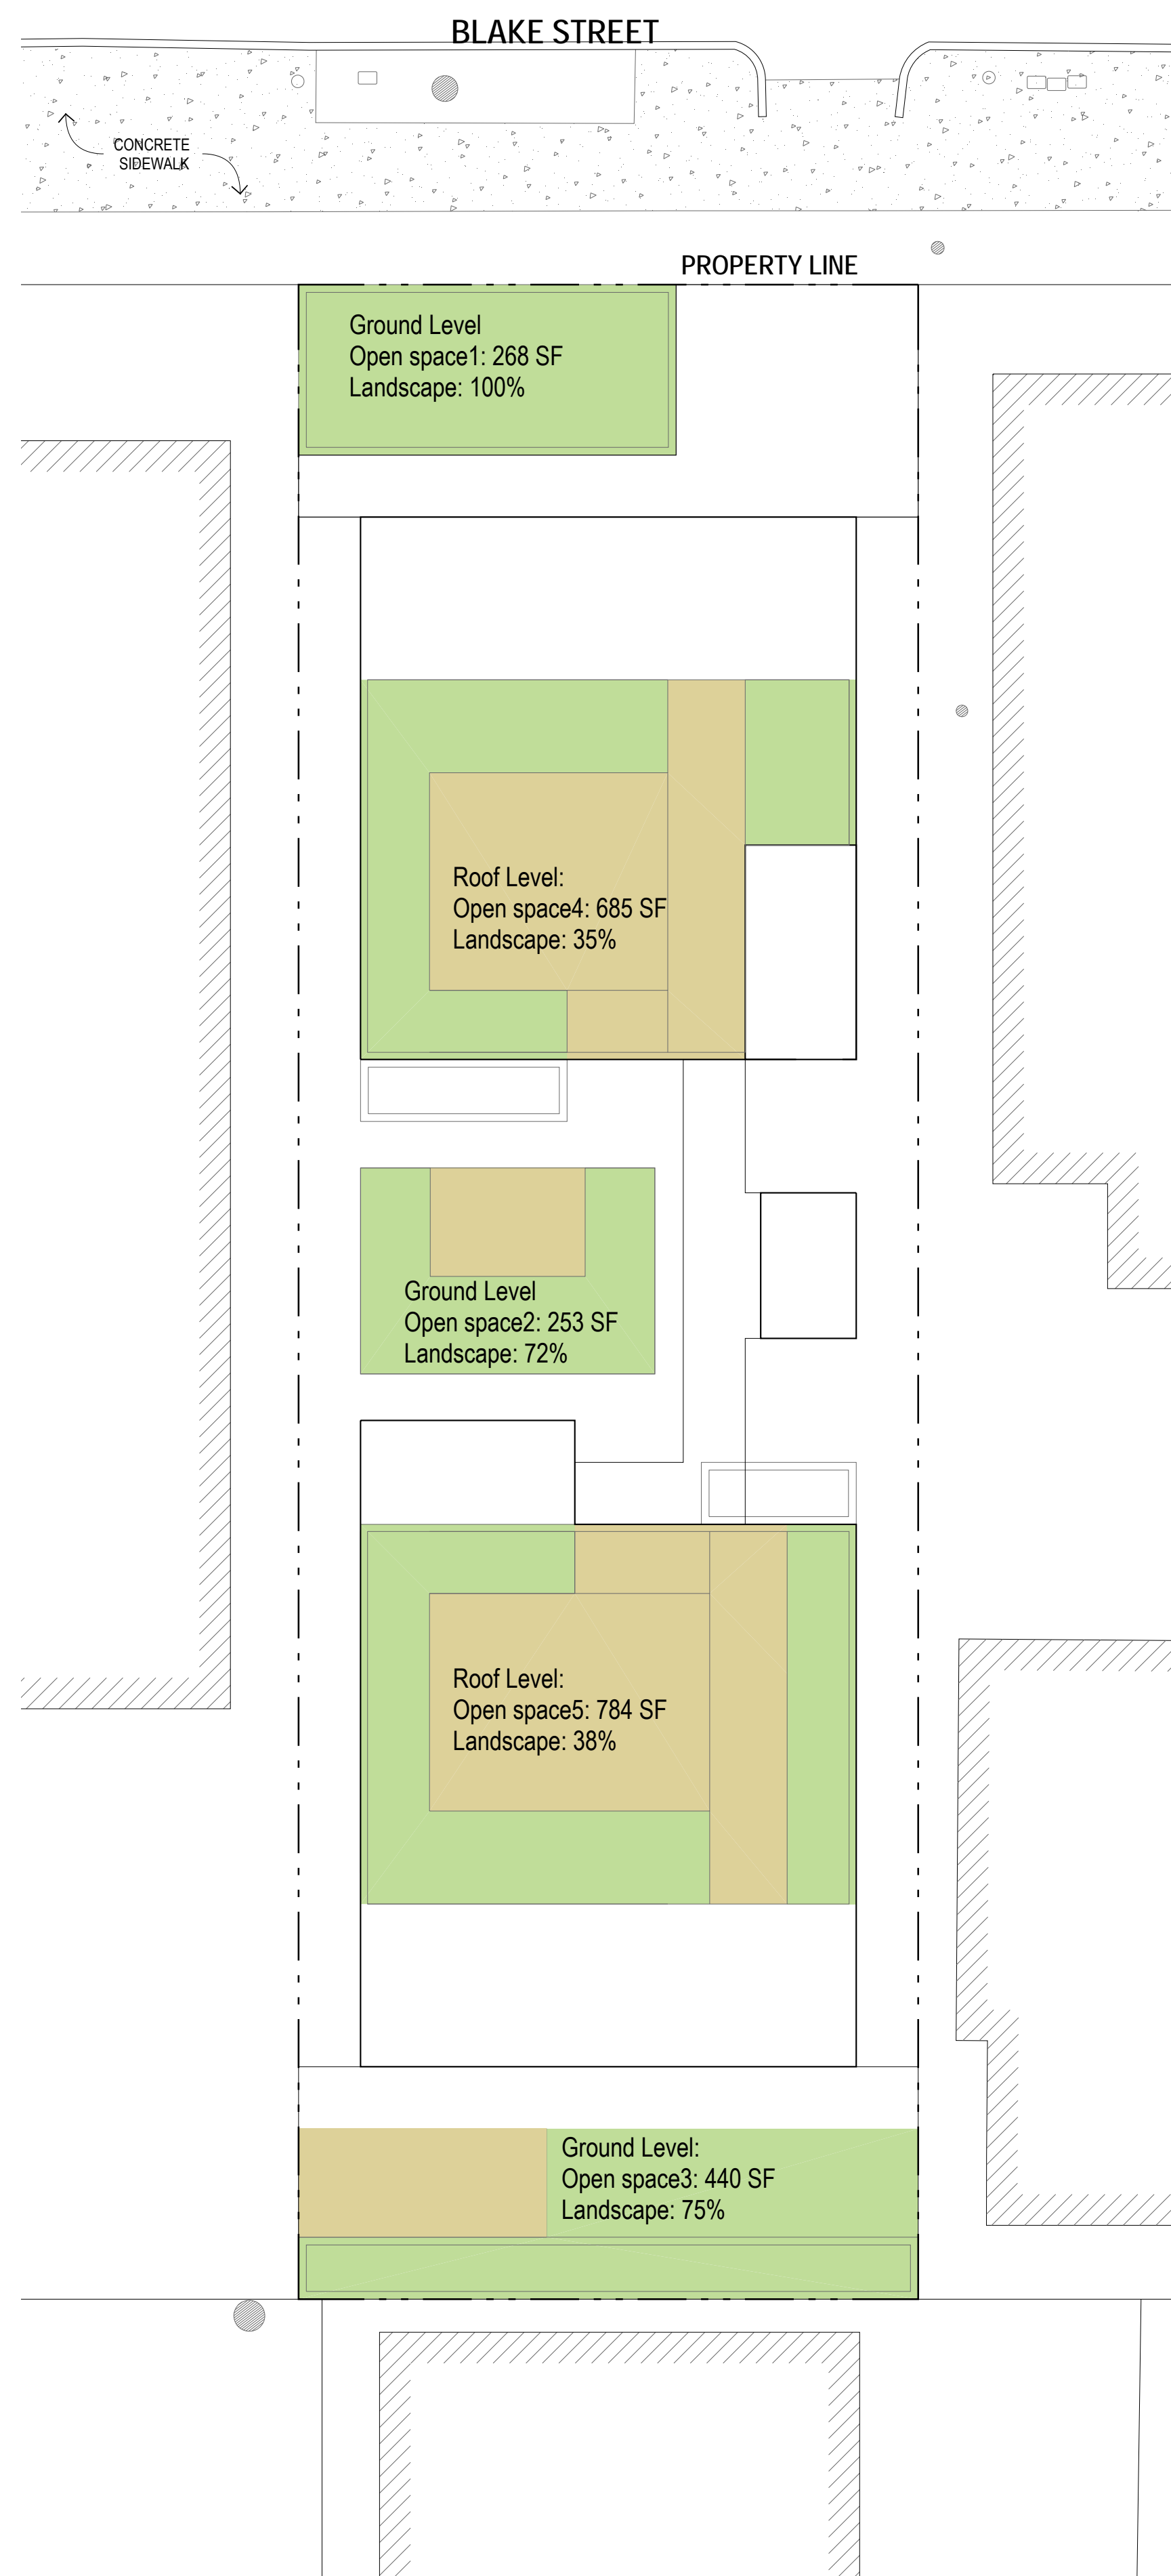 BLAKE STREET
CONCRETE
SIDEWALK
PROPERTY LINE
Ground Level
Open space1: 268 SF
Landscape: 100%
Roof Level:
Open space4: 685 SF
Landscape: 35%
Ground Level
Open space2: 253 SF
Landscape: 72%
Roof Level:
Open space5: 784 SF
Landscape: 38%
Ground Level:
Open space3: 440 SF
Landscape: 75%